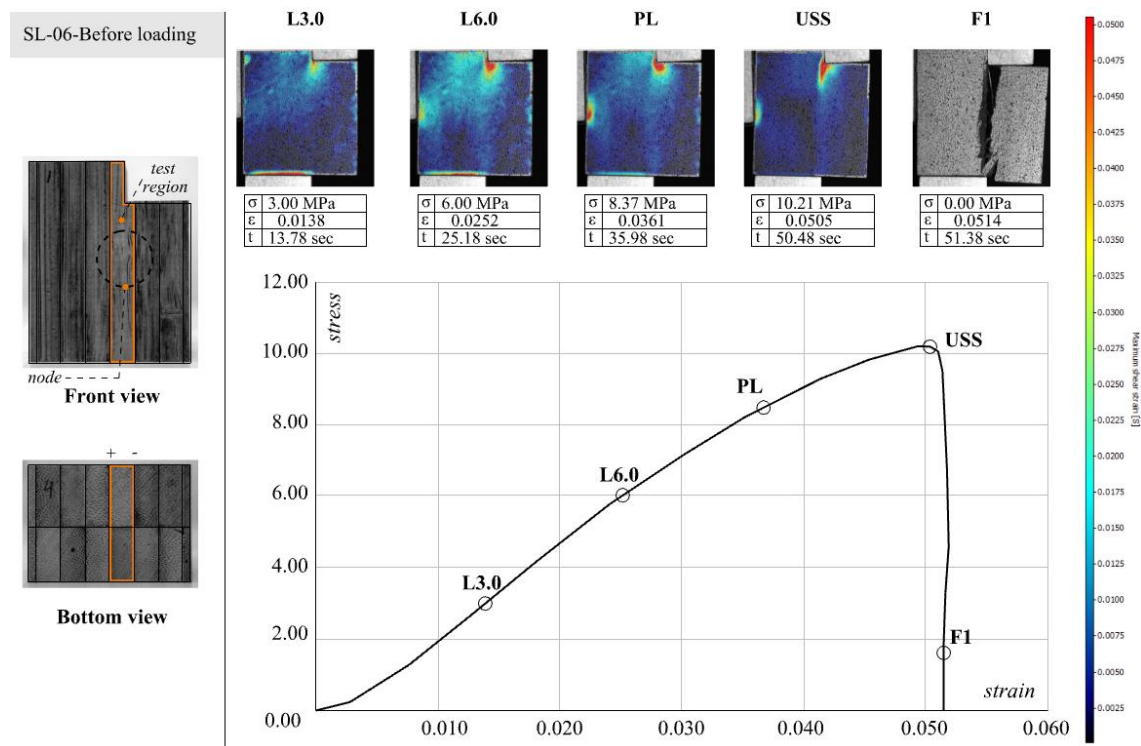 SL-06-Before loading
L3.0 L6.0 PL USS F1
σ 3.00 MPa
ε 0.0138
t 13.78 sec
σ 6.00 MPa
ε 0.0252
t 25.18 sec
σ 8.37 MPa
ε 0.0361
t 35.98 sec
σ 10.21 MPa
ε 0.0505
t 50.48 sec
σ 0.00 MPa
ε 0.0514
t 51.38 sec
test
region
node
Front view
+ -
4
Bottom view
12.00
10.00
8.00
6.00
4.00
2.00
0.00
stress
L3.0
L6.0
PL
USS
F1
strain
0.010 0.020 0.030 0.040 0.050 0.060
0.0500
0.0475
0.0450
0.0425
0.0400
0.0375
0.0350
0.0325
0.0300
0.0275
0.0250
0.0225
0.0200
0.0175
0.0150
0.0125
0.0100
0.0075
0.0050
0.0025
Maximum shear strain [S]